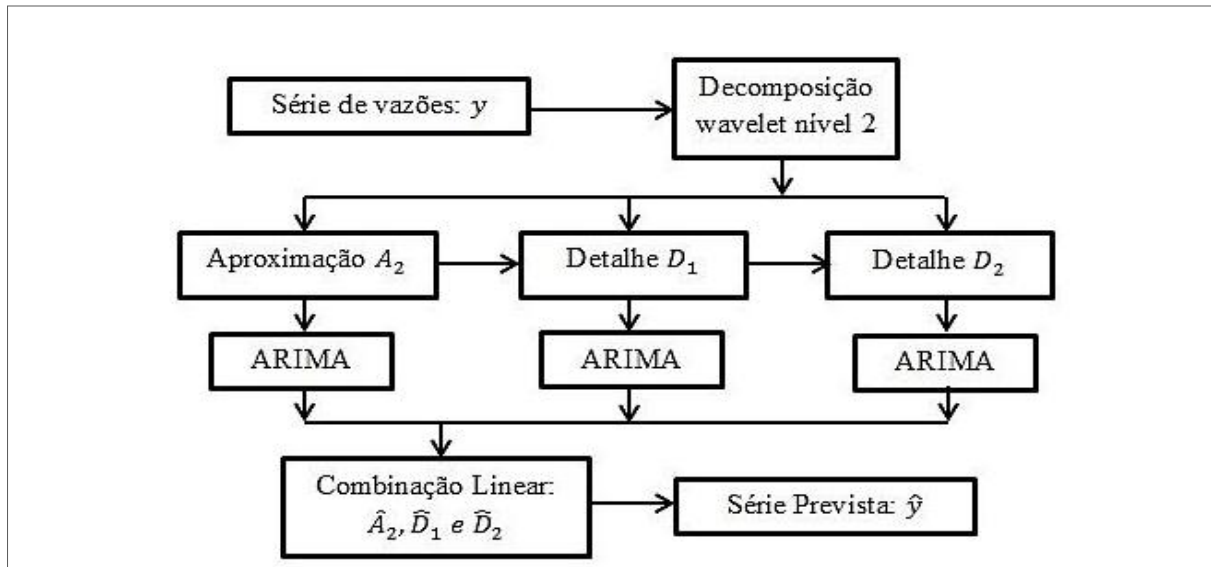 Série de vazões: y
Decomposição
wavelet nível 2
Aproximação A₂
Detalhe D₁
Detalhe D₂
ARIMA
ARIMA
ARIMA
Combinação Linear:
Â₂, D̂₁ e D̂₂
Série Prevista: ŷ